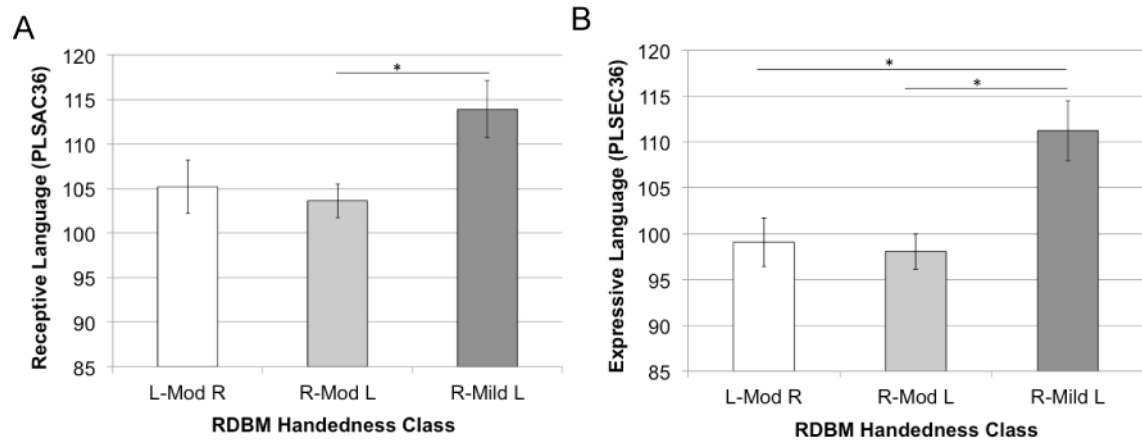 A
Receptive Language (PLSAC36)
120
115
110
105
100
95
90
85
*
L-Mod R
R-Mod L
R-Mild L
RDBM Handedness Class
B
Expressive Language (PLSEC36)
120
115
110
105
100
95
90
85
*
*
L-Mod R
R-Mod L
R-Mild L
RDBM Handedness Class